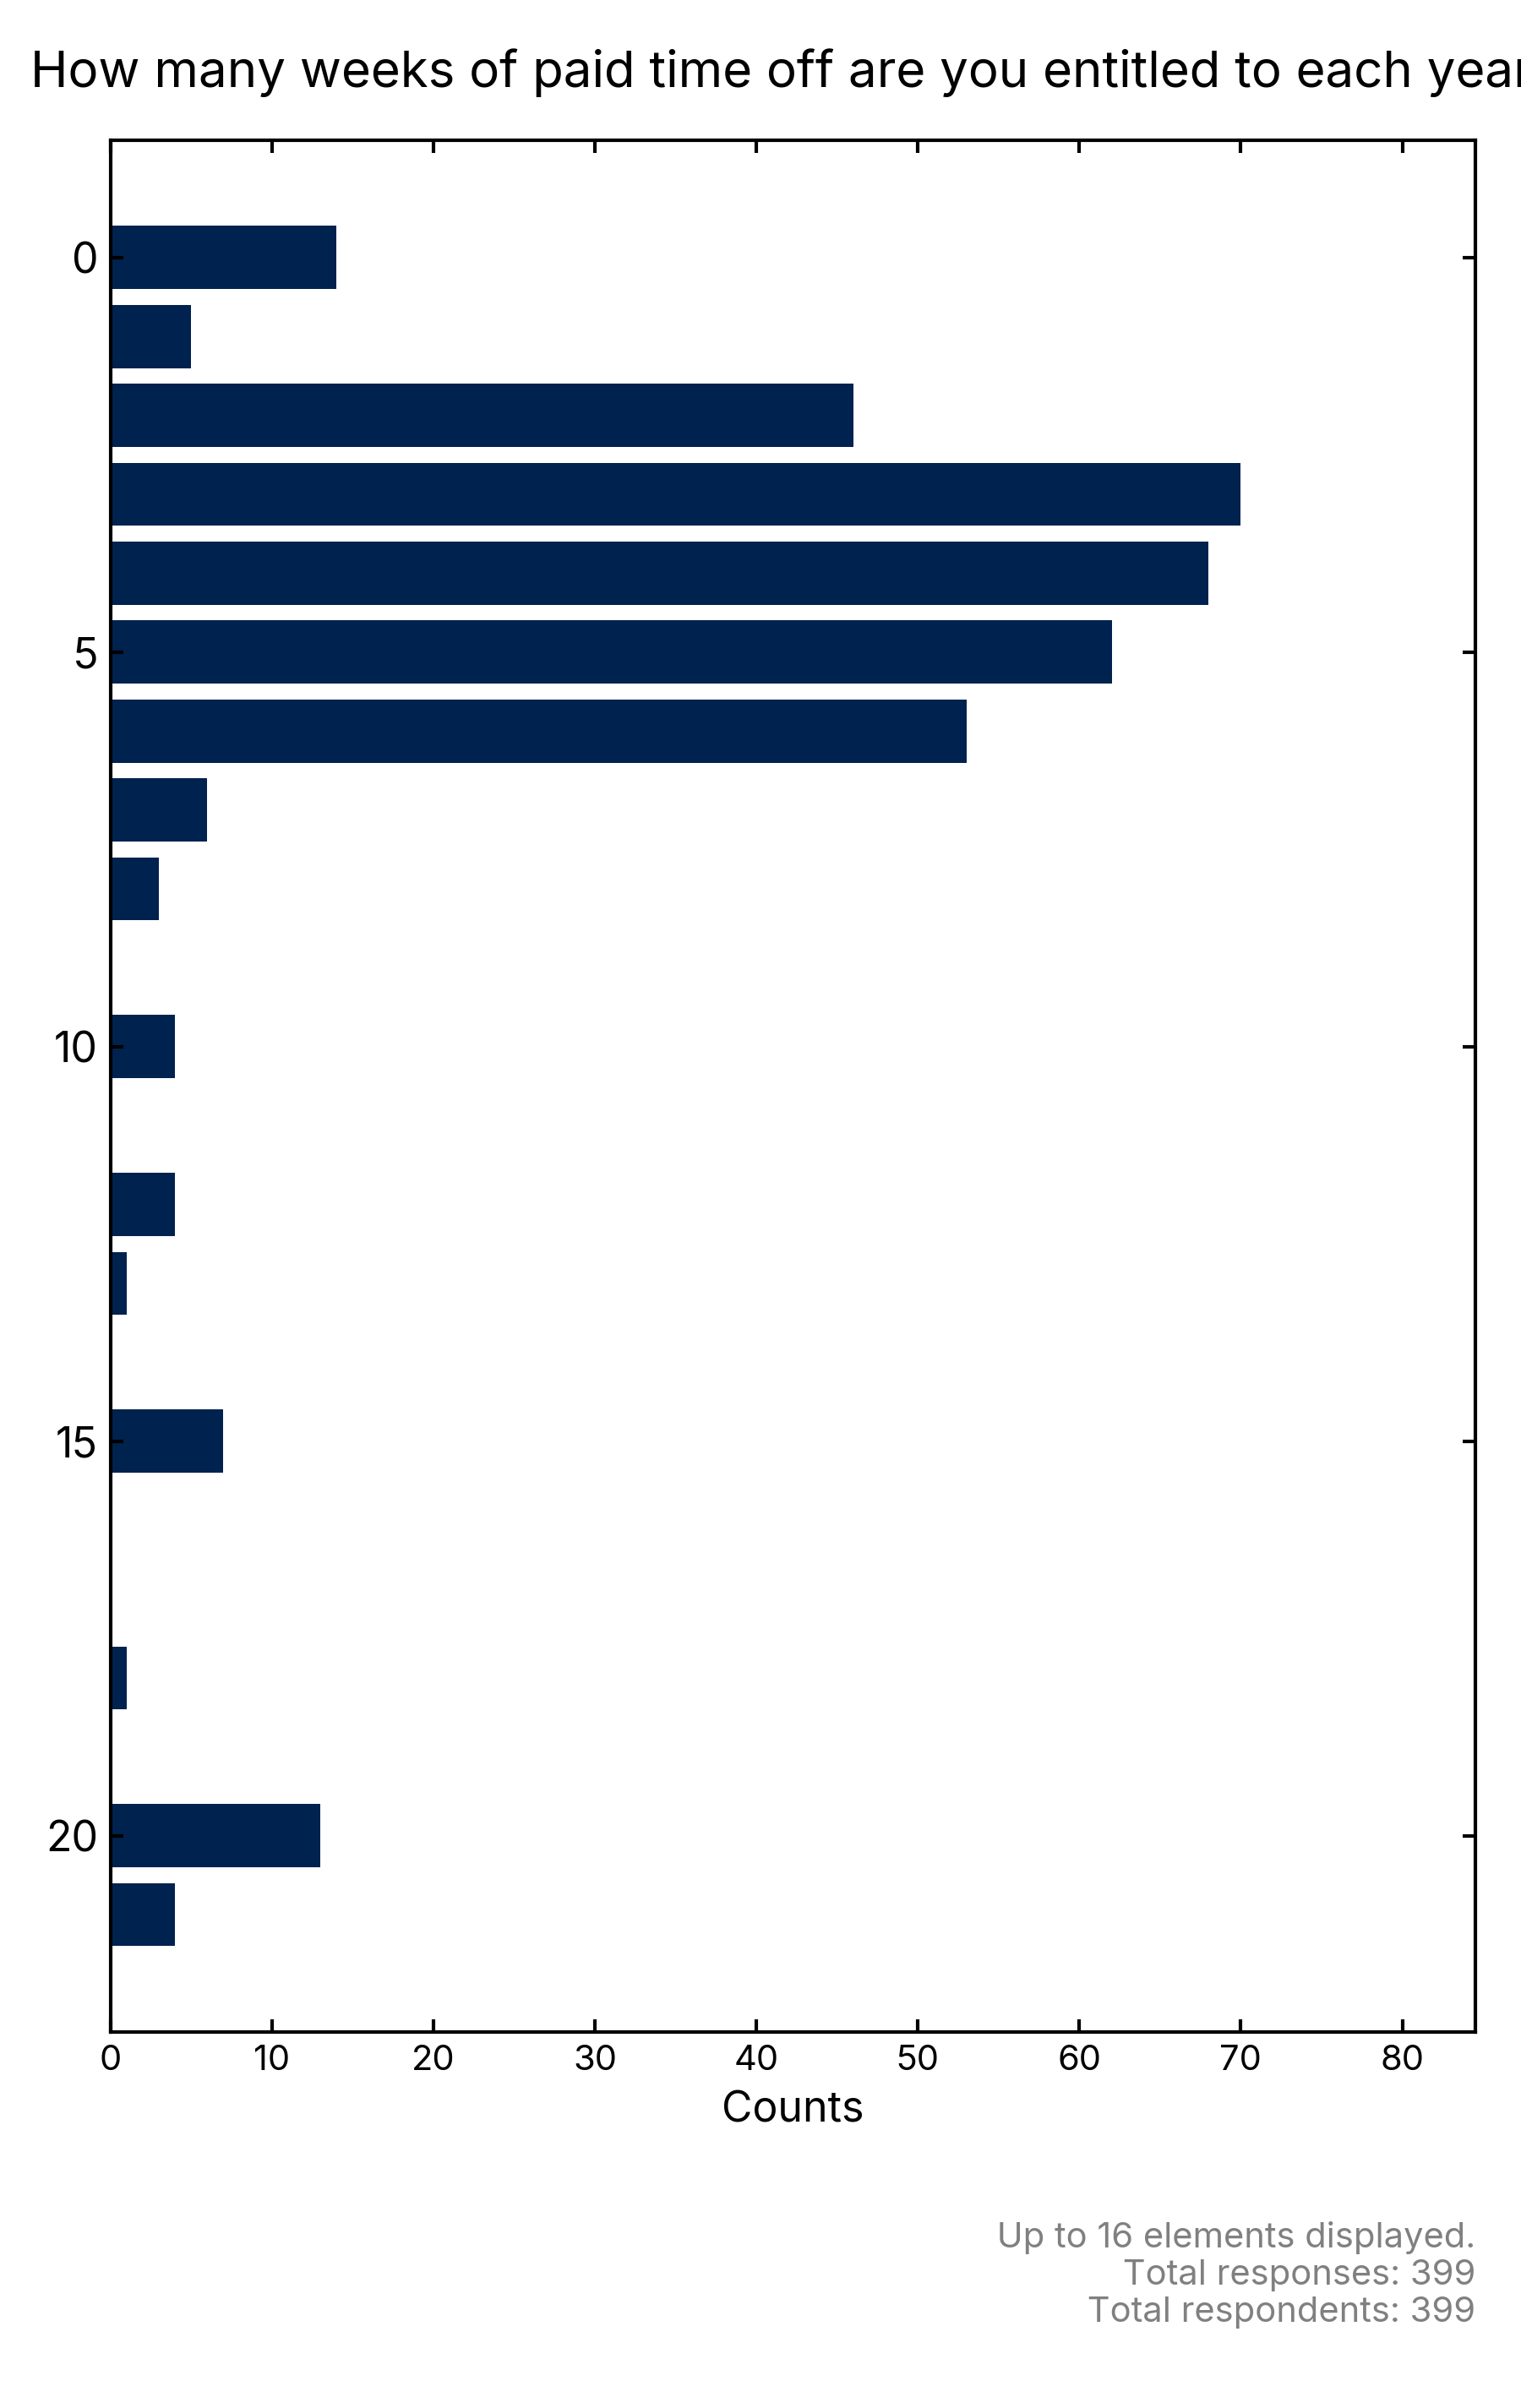 How many weeks of paid time off are you entitled to each year
0
5
10
15
20
0 10 20 30 40 50 60 70 80
Counts
Up to 16 elements displayed.
Total responses: 399
Total respondents: 399